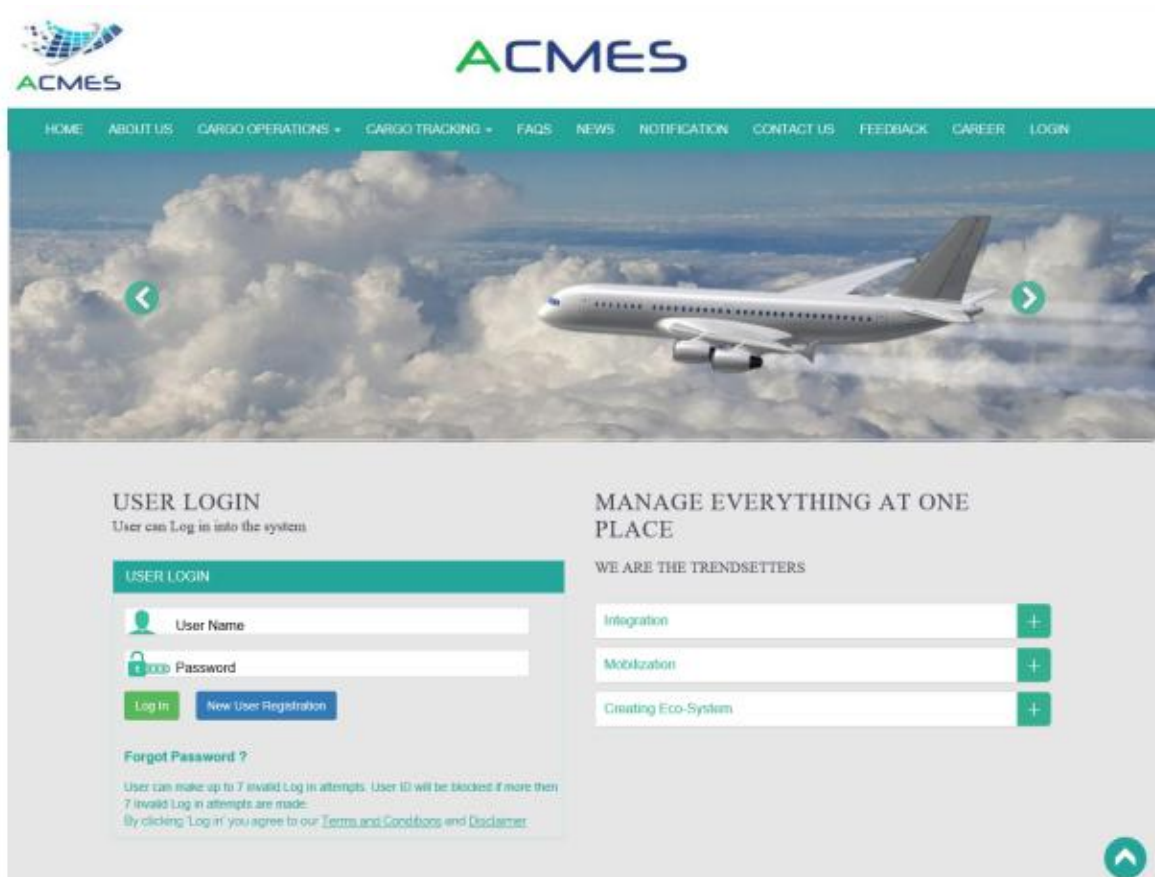 ACMES
ACMES
HOME ABOUT US CARGO OPERATIONS CARGO TRACKING FAQS NEWS NOTIFICATION CONTACT US FEEDBACK CAREER LOGIN
USER LOGIN
User can Log in into the system
USER LOGIN
User Name
Password
Log In New User Registration
Forgot Password ?
User can make up to 7 invalid Log in attempts. User ID will be blocked if more then
7 invalid Log in attempts are made.
By clicking 'Log in' you agree to our Terms and Conditions and Disclaimer
MANAGE EVERYTHING AT ONE
PLACE
WE ARE THE TRENDSETTERS
Integration
Mobilization
Creating Eco-System